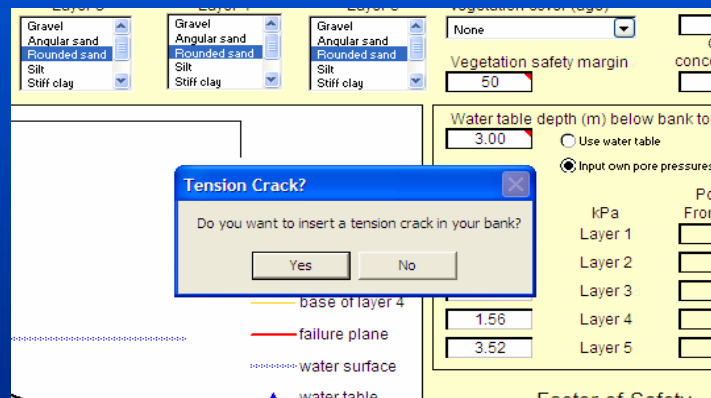 Vegetation cover (age)
Gravel
Angular sand
Rounded sand
Silt
Stiff clay
Gravel
Angular sand
Rounded sand
Silt
Stiff clay
Gravel
Angular sand
Rounded sand
Silt
Stiff clay
None
Vegetation safety margin
50
Water table depth (m) below bank to
3.00
Use water table
Input own pore pressures
kPa
Layer 1
Layer 2
Layer 3
1.56 Layer 4
3.52 Layer 5
Tension Crack?
Do you want to insert a tension crack in your bank?
Yes No
base of layer 4
failure plane
water surface
water table
Factor of Safety